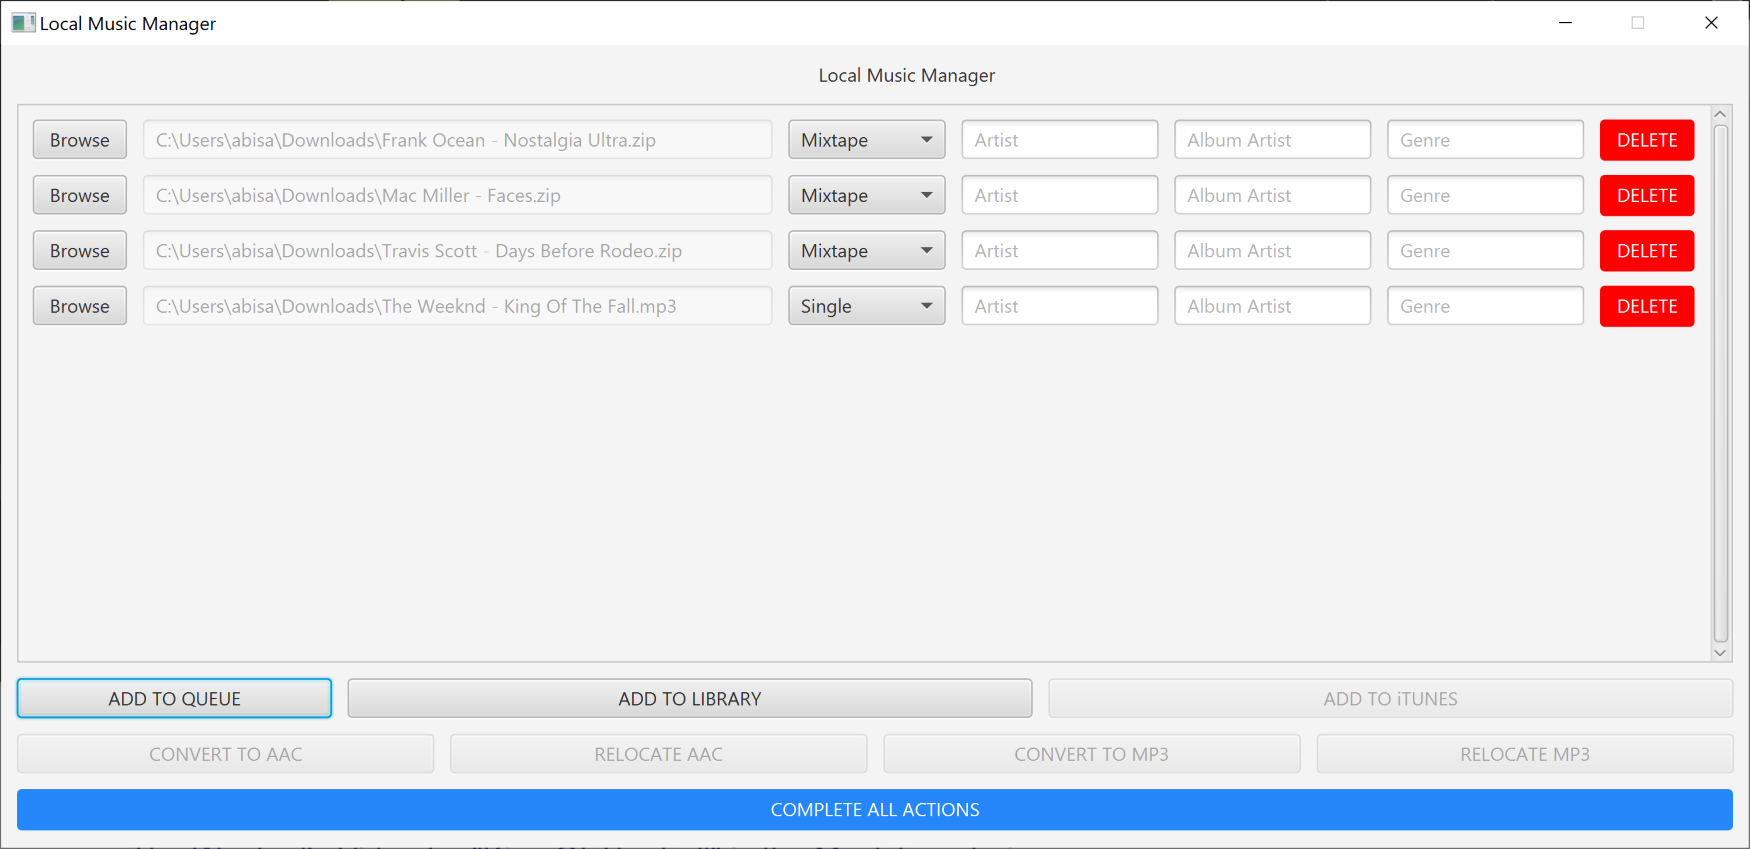 Local Music Manager
Local Music Manager
Browse C:\Users\abisa\Downloads\Frank Ocean - Nostalgia Ultra.zip Mixtape Artist Album Artist Genre DELETE
Browse C:\Users\abisa\Downloads\Mac Miller - Faces.zip Mixtape Artist Album Artist Genre DELETE
Browse C:\Users\abisa\Downloads\Travis Scott - Days Before Rodeo.zip Mixtape Artist Album Artist Genre DELETE
Browse C:\Users\abisa\Downloads\The Weeknd - King Of The Fall.mp3 Single Artist Album Artist Genre DELETE
ADD TO QUEUE ADD TO LIBRARY ADD TO iTUNES
CONVERT TO AAC RELOCATE AAC CONVERT TO MP3 RELOCATE MP3
COMPLETE ALL ACTIONS